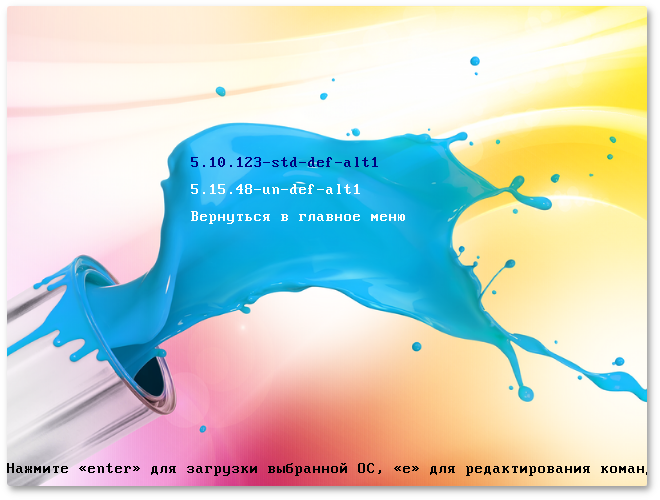 5.10.123-std-def-alt1
5.15.48-un-def-alt1
Вернуться в главное меню
Нажмите «enter» для загрузки выбранной ОС, «e» для редактирования коман